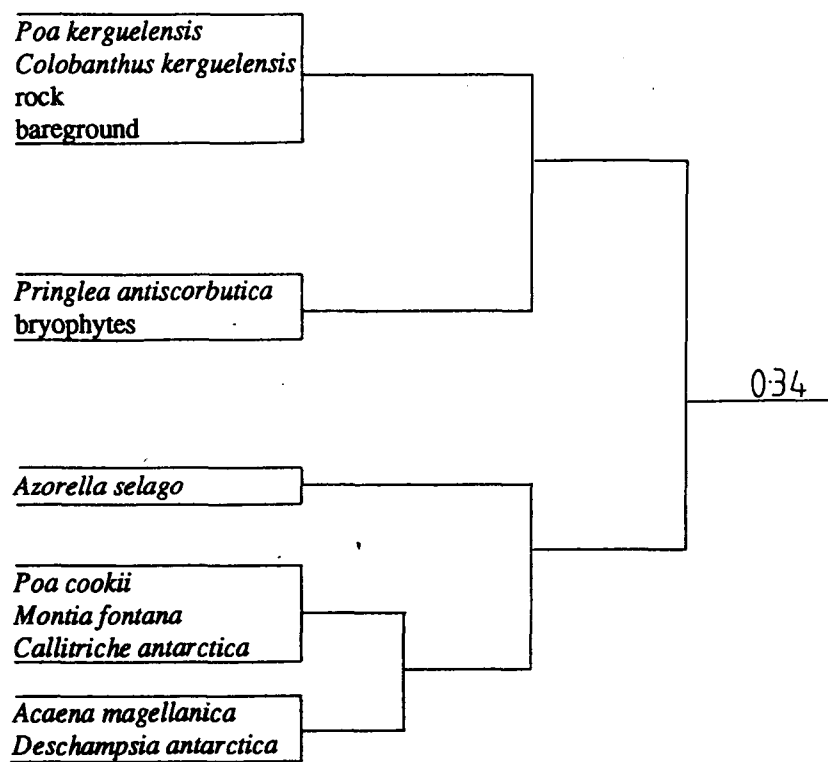 Poa kerguelensis
Colobanthus kerguelensis
rock
bareground
Pringlea antiscorbutica
bryophytes
0·34
Azorella selago
Poa cookii
Montia fontana
Callitriche antarctica
Acaena magellanica
Deschampsia antarctica